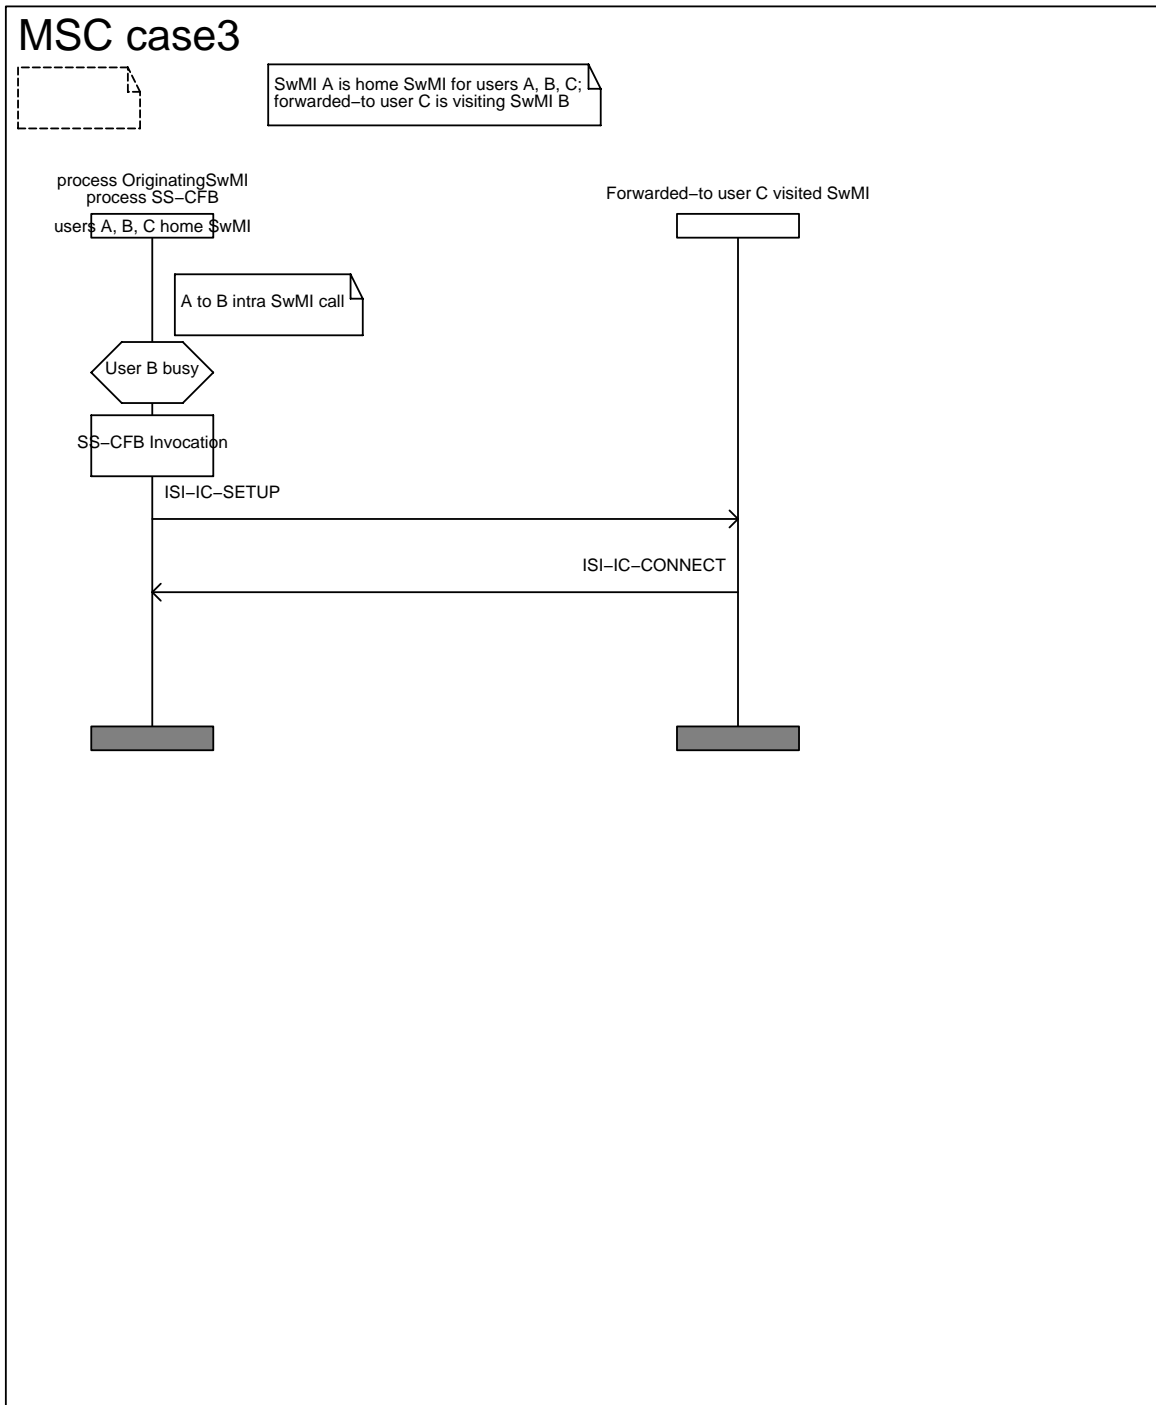 MSC case3
SwMI A is home SwMI for users A, B, C;
forwarded−to user C is visiting SwMI B
process OriginatingSwMI
process SS−CFB
users A, B, C home SwMI
Forwarded−to user C visited SwMI
A to B intra SwMI call
User B busy
SS−CFB Invocation
ISI−IC−SETUP
ISI−IC−CONNECT